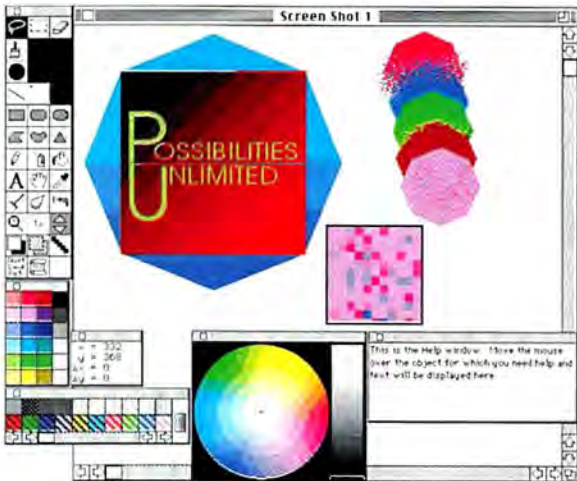 Screen Shot 1
POSSIBILITIES
UNLIMITED
A
1x
x = 332
y = 368
Δx = 0
Δy = 0
This is the Help window. Move the mouse
over the object for which you need help and
text will be displayed here